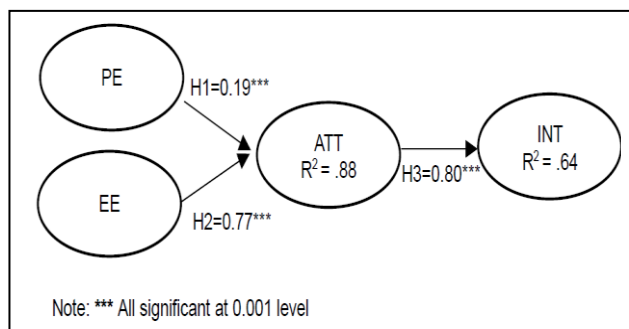 PE
H1=0.19***
ATT
R² = .88
INT
R² = .64
H3=0.80***
EE
H2=0.77***
Note: *** All significant at 0.001 level